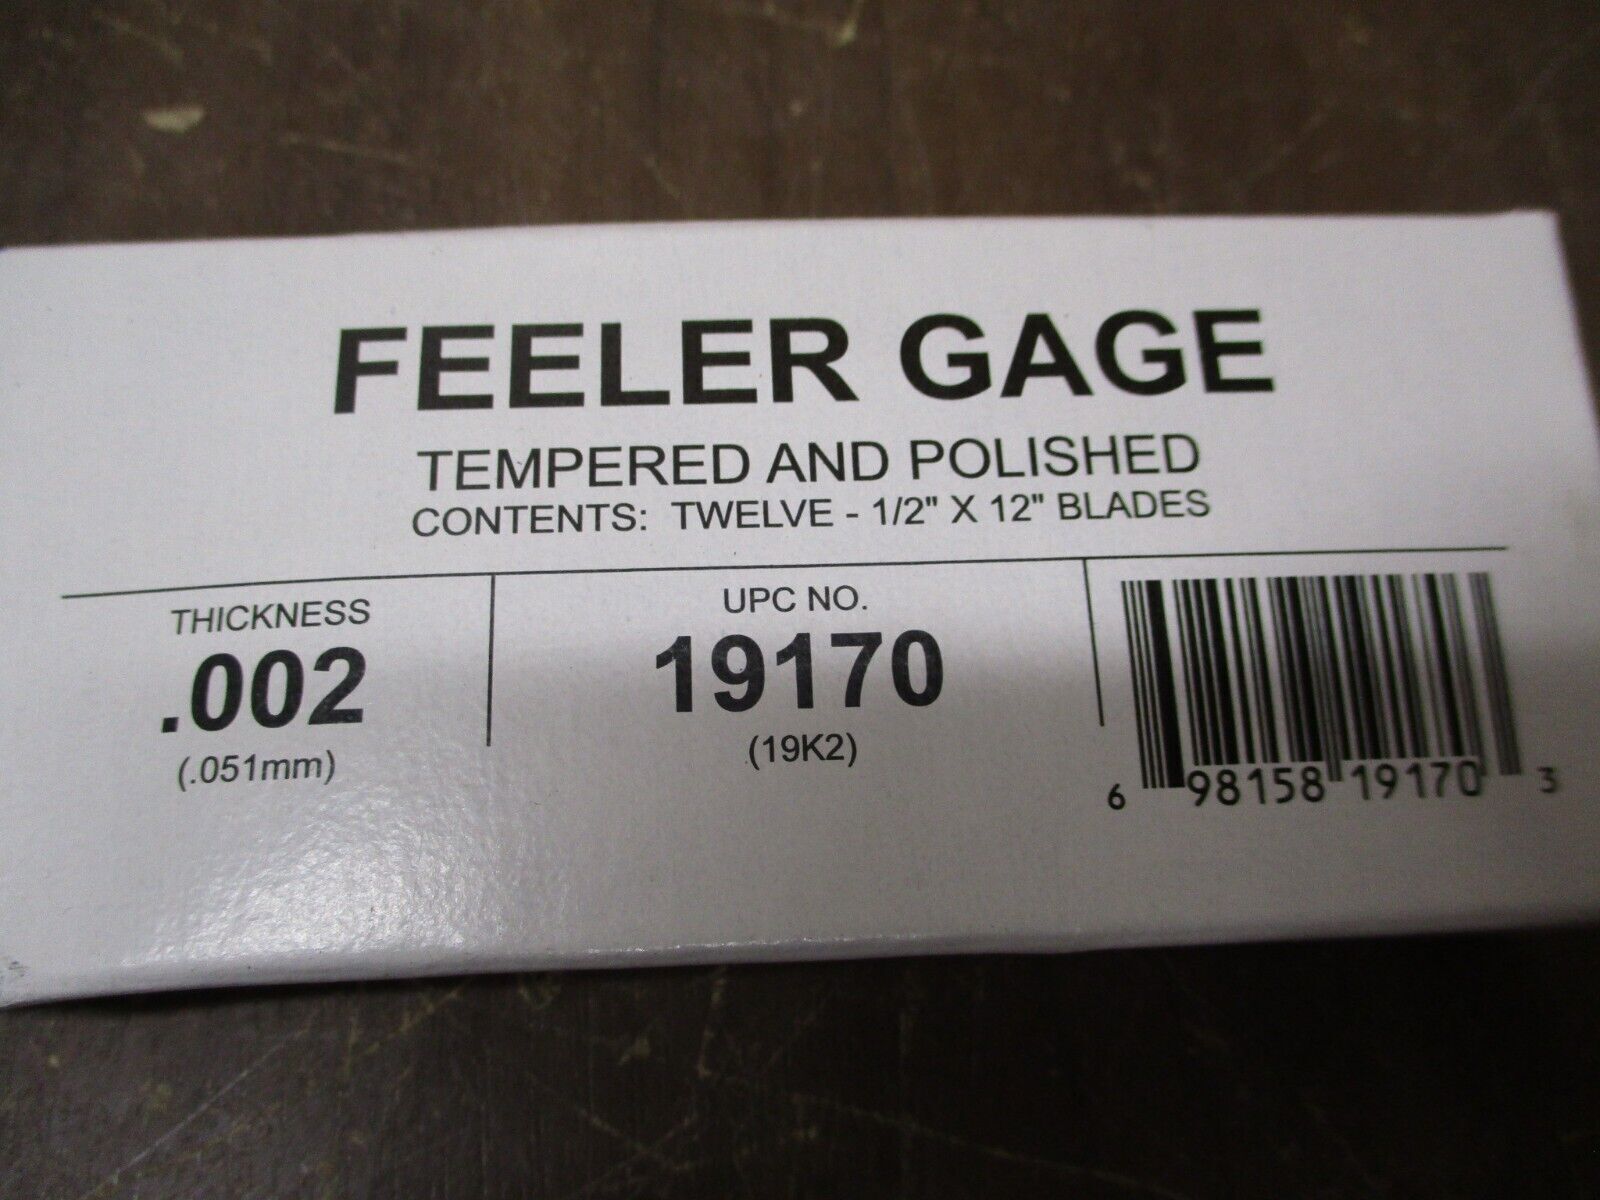 FEELER GAGE
TEMPERED AND POLISHED
CONTENTS: TWELVE - 1/2" X 12" BLADES
THICKNESS
.002
(.051mm)
UPC NO.
19170
(19K2)
6 98158 19170 3